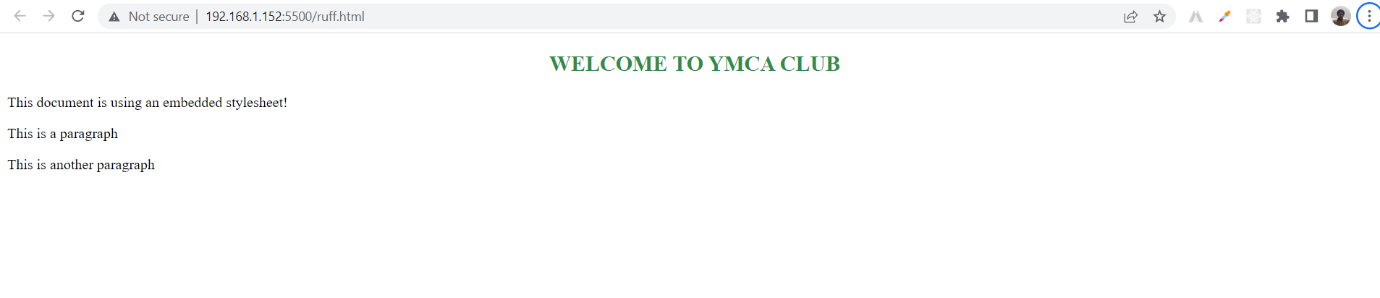 Not secure | 192.168.1.152:5500/ruff.html
WELCOME TO YMCA CLUB
This document is using an embedded stylesheet!
This is a paragraph
This is another paragraph